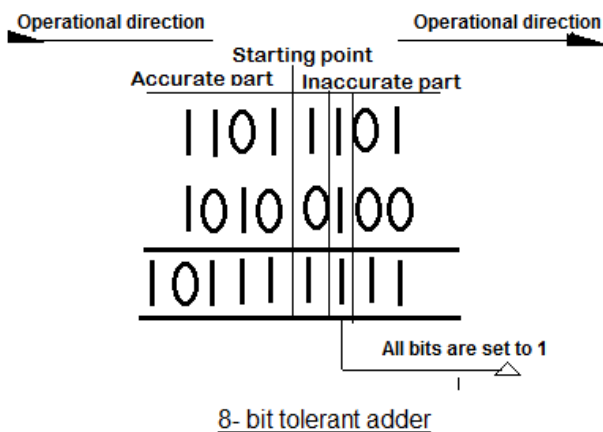 Operational direction
Operational direction
Starting point
Accurate part Inaccurate part
1101 1101
1010 0100
10111 1111
All bits are set to 1
8- bit tolerant adder